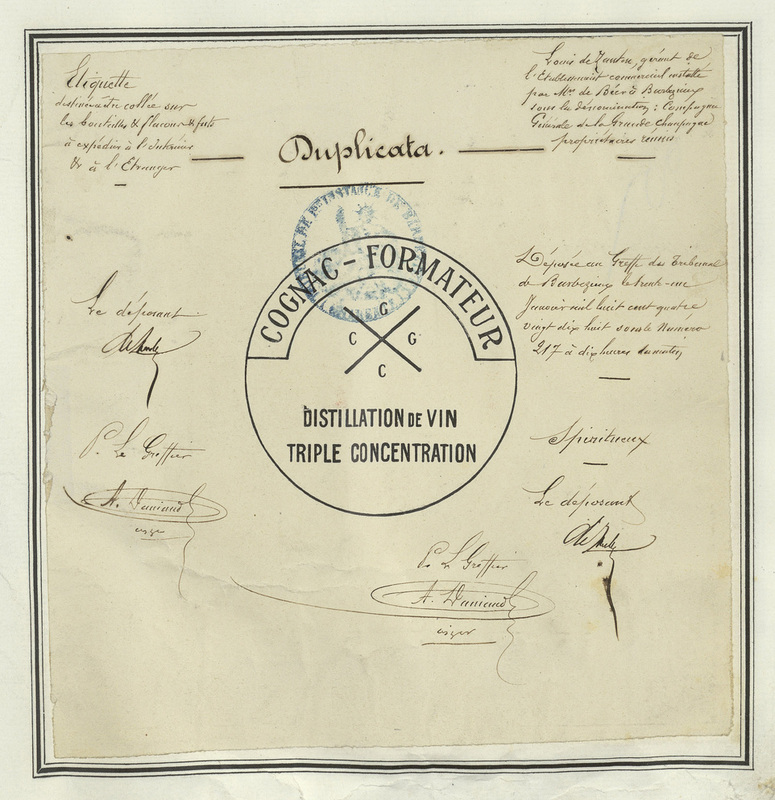 Etiquette
destinée à être collée sur
les bouteilles & flacons & fûts
à expédier à l'Intérieur
& à l'Etranger
Duplicata.
Louis de, gérant de
l'Etablissement commercial installé
par Mr. de à Barbezieux
sous la dénomination : Compagnie
Générale de la Grande Champagne
propriétaires réunis
COGNAC - FORMATEUR
G
C G
C
DISTILLATION DE VIN
TRIPLE CONCENTRATION
Le déposant
P. Le Greffier
A.
Déposée au Greffe du Tribunal
de Barbezieux le trente-un
Janvier mil huit cent quatre
vingt dix huit sous le Numéro
217 à dix heures du matin
Spiritueux
Le déposant
P. Le Greffier
A.